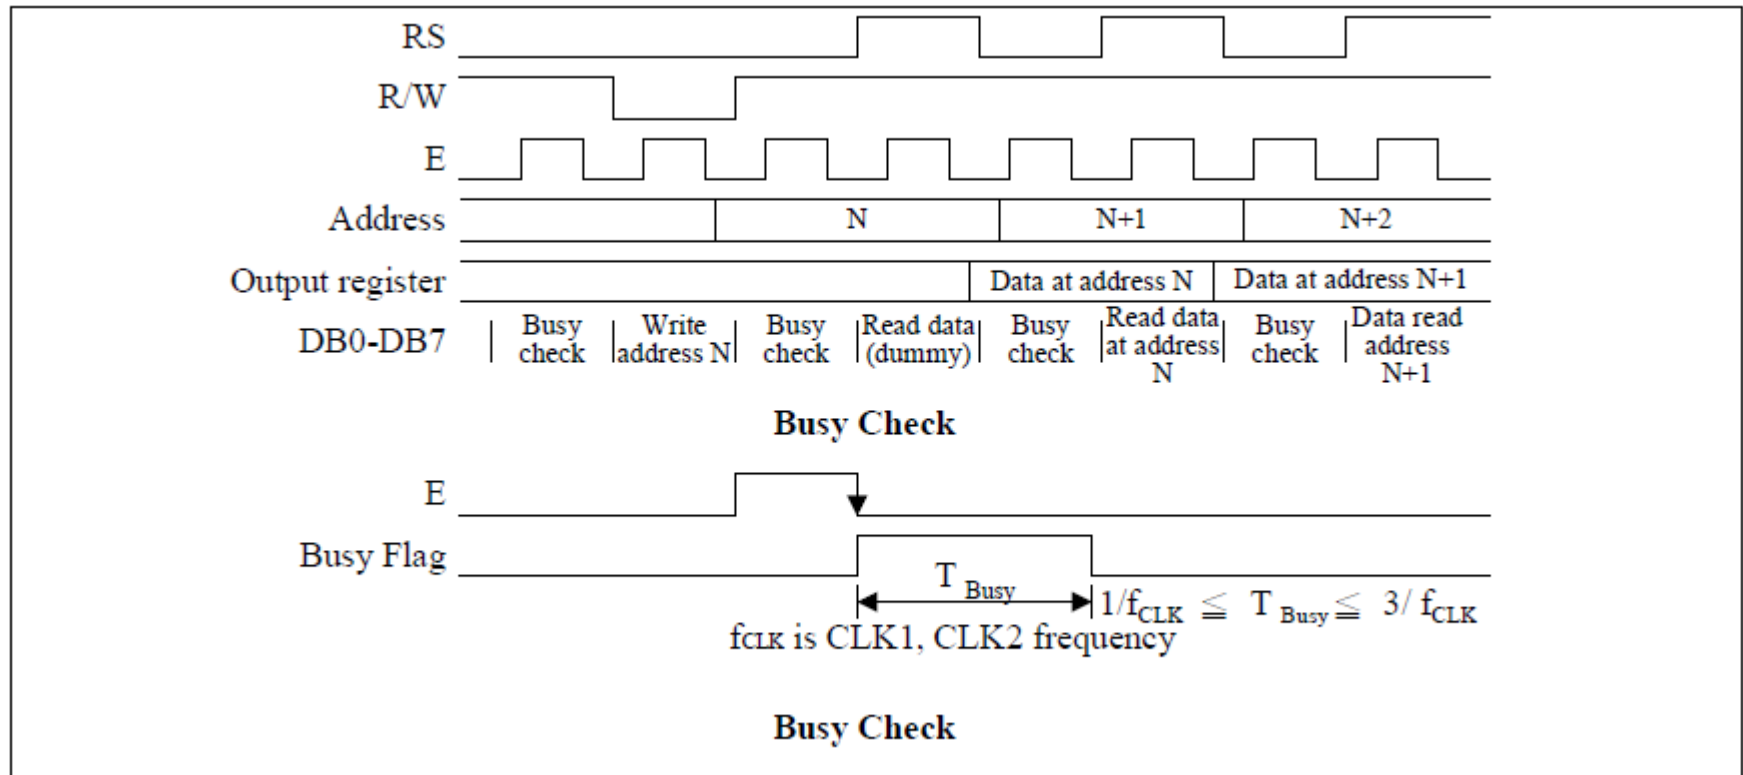 RS
R/W
E
Address N N+1 N+2
Output register Data at address N Data at address N+1
DB0-DB7
Busy check
Write address N
Busy check
Read data (dummy)
Busy check
Read data at address N
Busy check
Data read address N+1
Busy Check
E
Busy Flag
T Busy
1/fCLK ≦ T Busy ≦ 3/ fCLK
fCLK is CLK1, CLK2 frequency
Busy Check